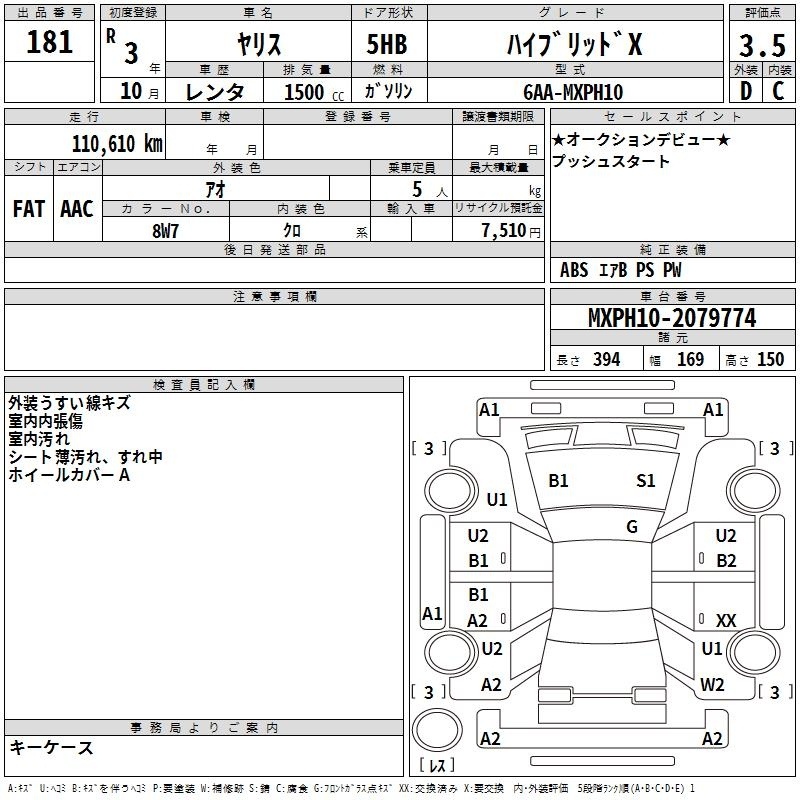 出品番号 初度登録 車名 ドア形状 グレード 評価点
181 R 3 年 ﾔﾘｽ 5HB ﾊｲﾌﾞﾘｯﾄﾞX 3.5
車歴 排気量 燃料 型式 外装 内装
10月 レンタ 1500 CC ｶﾞｿﾘﾝ 6AA-MXPH10 D C
走行 車検 登録番号 譲渡書類期限 セールスポイント
110,610 km 年 月 月 日 ★オークションデビュー★
プッシュスタート
シフト エアコン 外装色 乗車定員 最大積載量
FAT AAC ｱｵ 5 人 kg
カラーNo. 内装色 輸入車 リサイクル預託金
8W7 ｸﾛ 系 7,510円
後日発送部品 純正装備
ABS ｴｱB PS PW
注意事項欄 車台番号
MXPH10-2079774
諸元
長さ 394 幅 169 高さ 150
検査員記入欄
外装うすい線キズ
室内内張傷
室内汚れ
シート薄汚れ、すれ中
ホイールカバーA
A1 A1
[ 3 ] [ 3 ]
B1 S1
U1
G
U2 U2
B1 B2
B1
A1 A2 XX
U2 U1
A2 W2
[ 3 ] [ 3 ]
A2 A2
[ ﾚｽ ]
事務局よりご案内
キーケース
A:ｷｽﾞ U:ﾍｺﾐ B:ｷｽﾞを伴うﾍｺﾐ P:要塗装 W:補修跡 S:錆 C:腐食 G:ﾌﾛﾝﾄｶﾞﾗｽ点ｷｽﾞ XX:交換済み X:要交換 内・外装評価 5段階ﾗﾝｸ順(A・B・C・D・E) 1